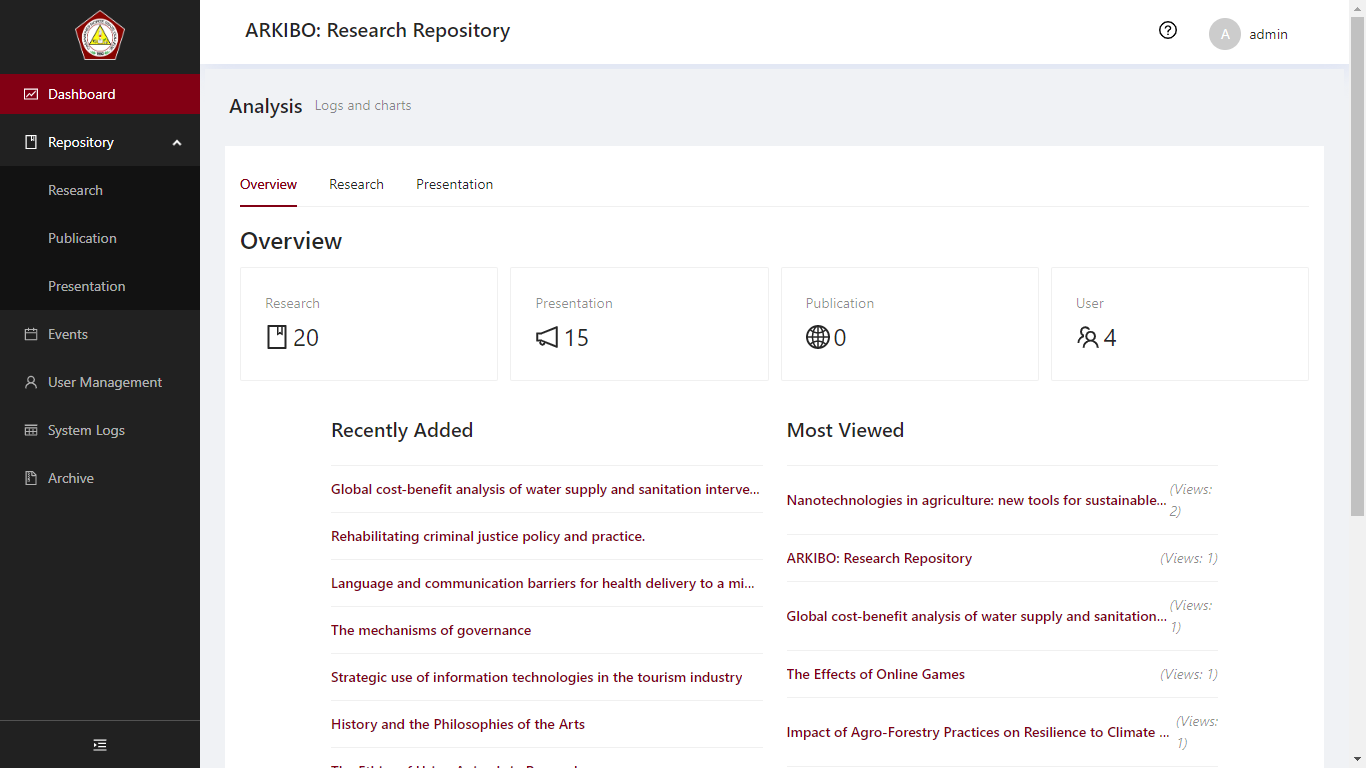 ARKIBO: Research Repository
A
admin
Dashboard
Repository
Research
Publication
Presentation
Events
User Management
System Logs
Archive
Analysis Logs and charts
Overview Research Presentation
Overview
Research
20
Presentation
15
Publication
0
User
4
Recently Added
Global cost-benefit analysis of water supply and sanitation interve...
Rehabilitating criminal justice policy and practice.
Language and communication barriers for health delivery to a mi...
The mechanisms of governance
Strategic use of information technologies in the tourism industry
History and the Philosophies of the Arts
Most Viewed
Nanotechnologies in agriculture: new tools for sustainable... (Views:
2)
ARKIBO: Research Repository (Views: 1)
Global cost-benefit analysis of water supply and sanitation... (Views:
1)
The Effects of Online Games (Views: 1)
Impact of Agro-Forestry Practices on Resilience to Climate ... (Views:
1)